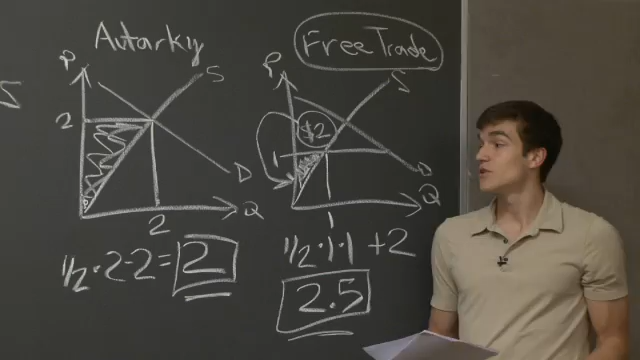 Autarky
P
S
2
D
Q
2
1/2 · 2 · 2 = 2
Free Trade
P
S
$2
1
D
Q
1
1/2 · 1 · 1 + 2
2.5
S